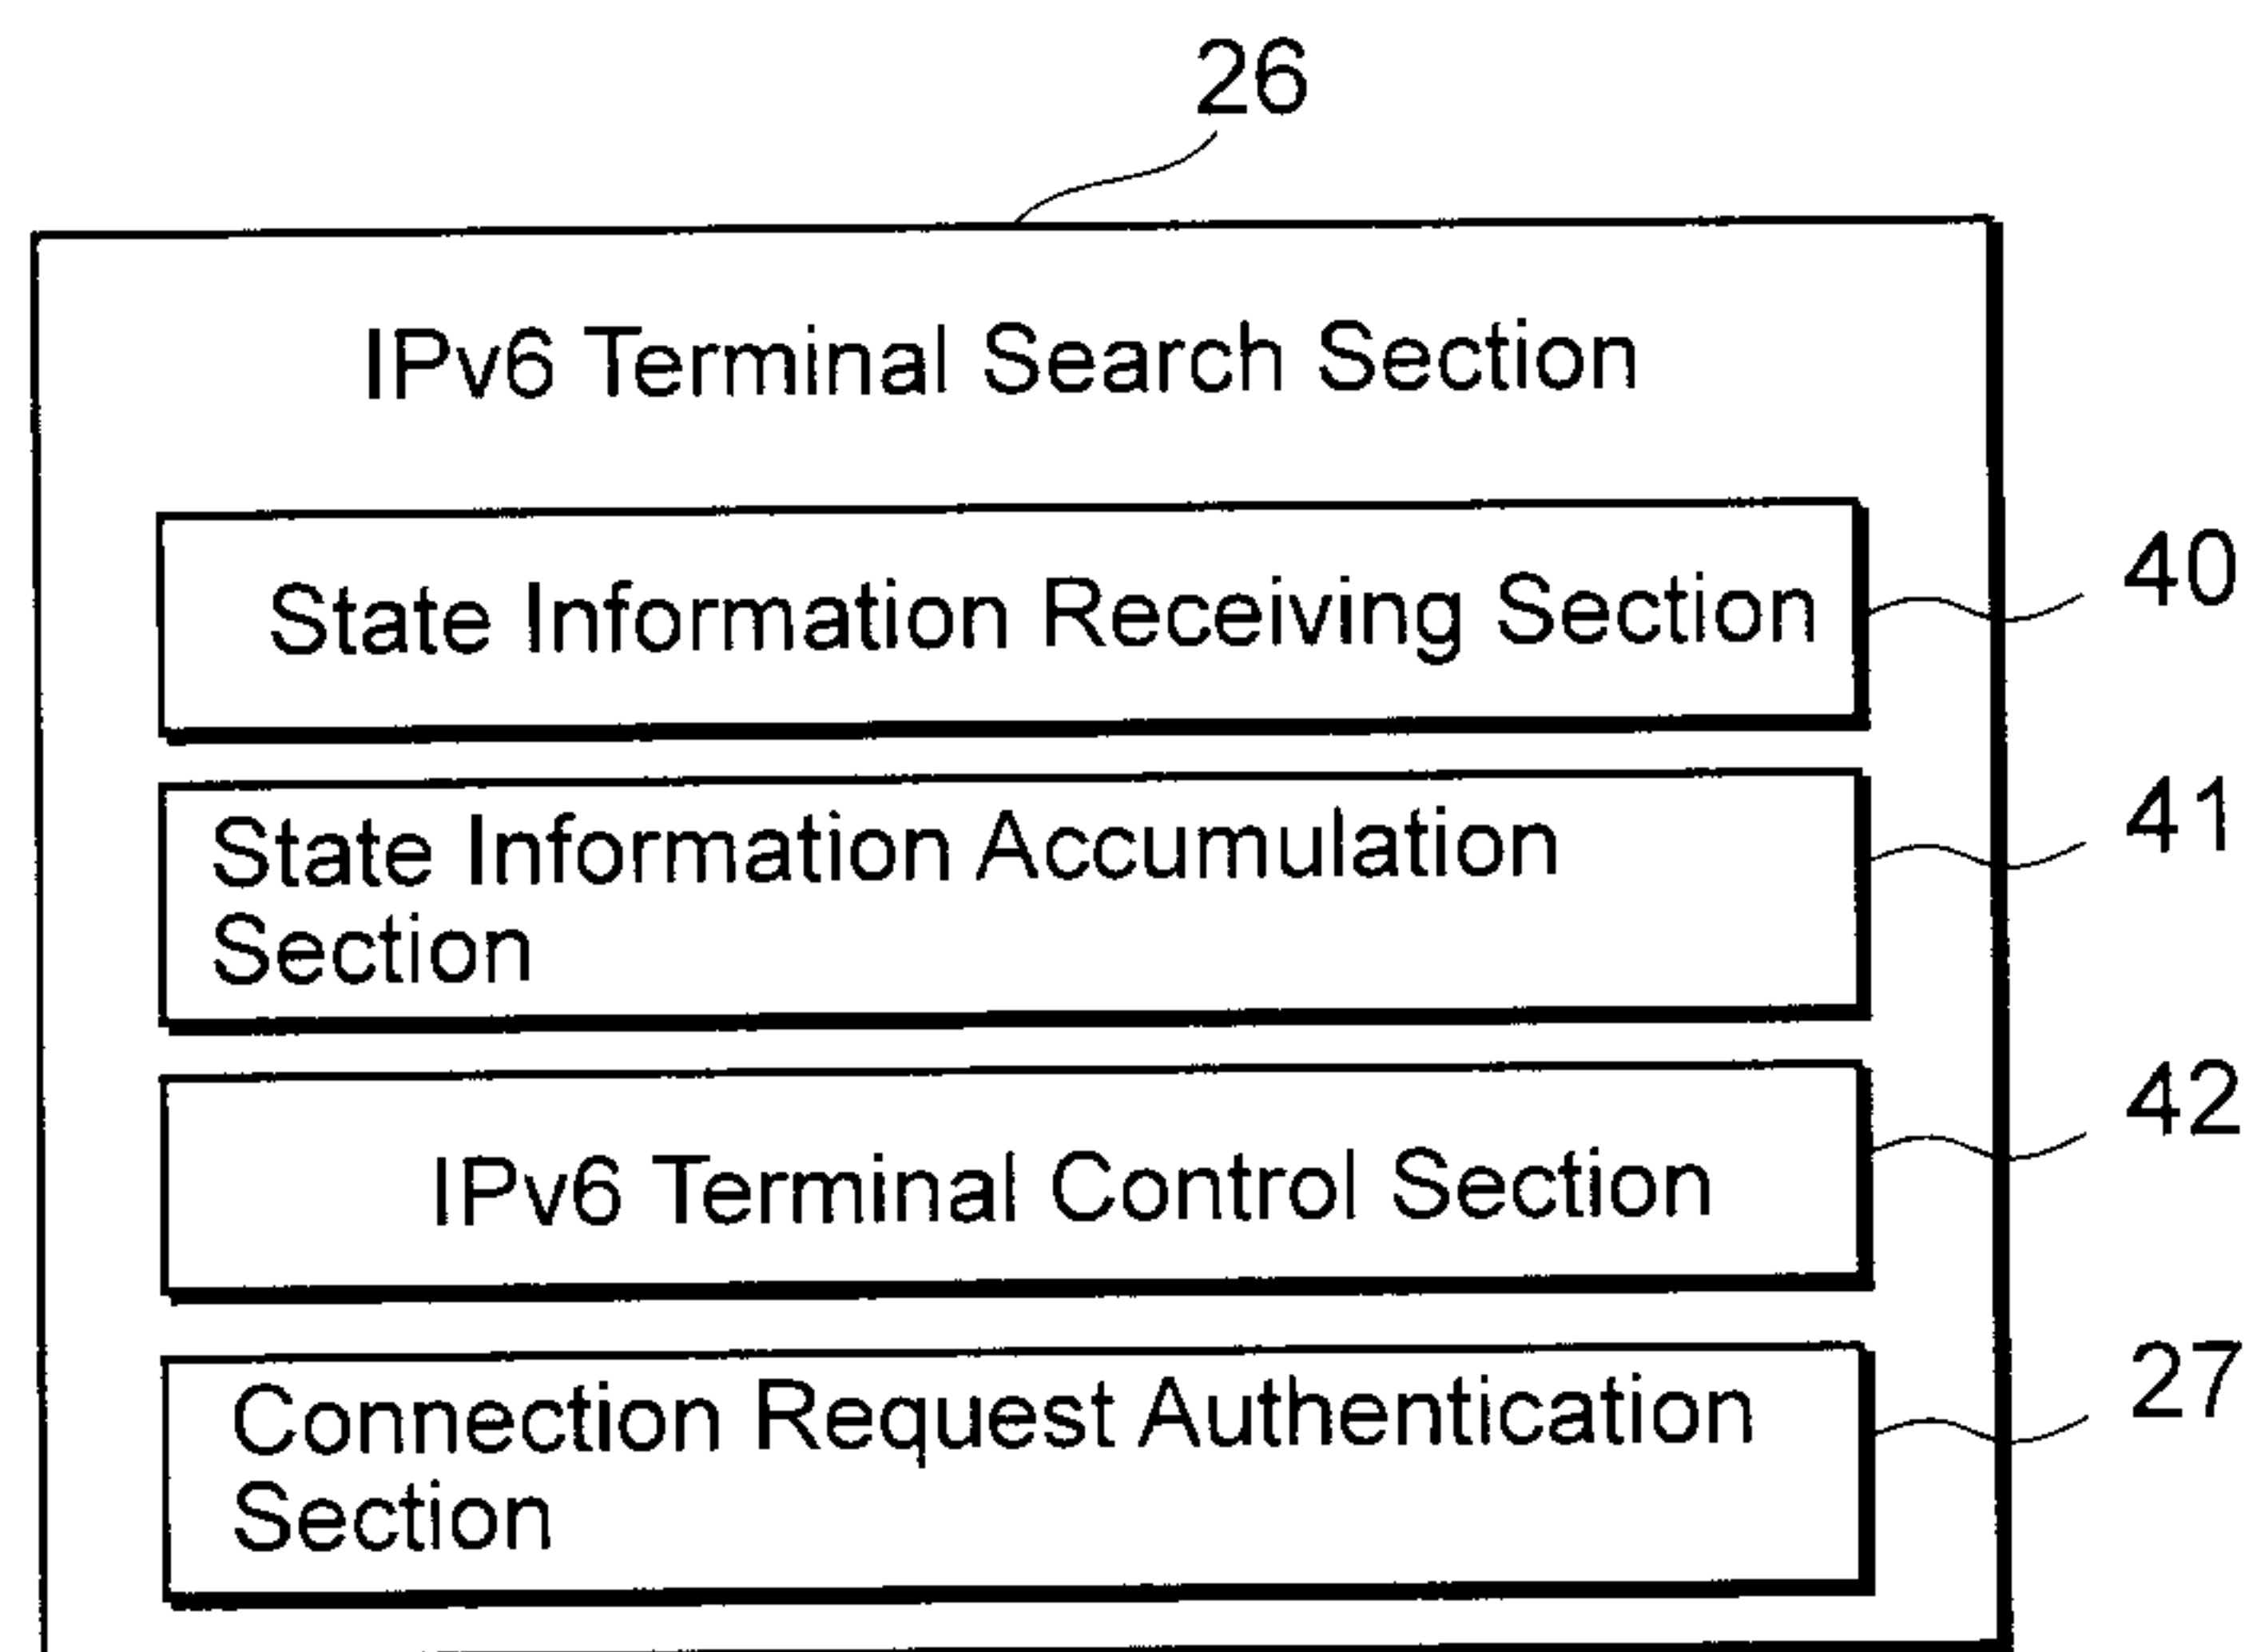 26
IPv6 Terminal Search Section
State Information Receiving Section
40
State Information Accumulation
Section
41
IPv6 Terminal Control Section
42
Connection Request Authentication
Section
27